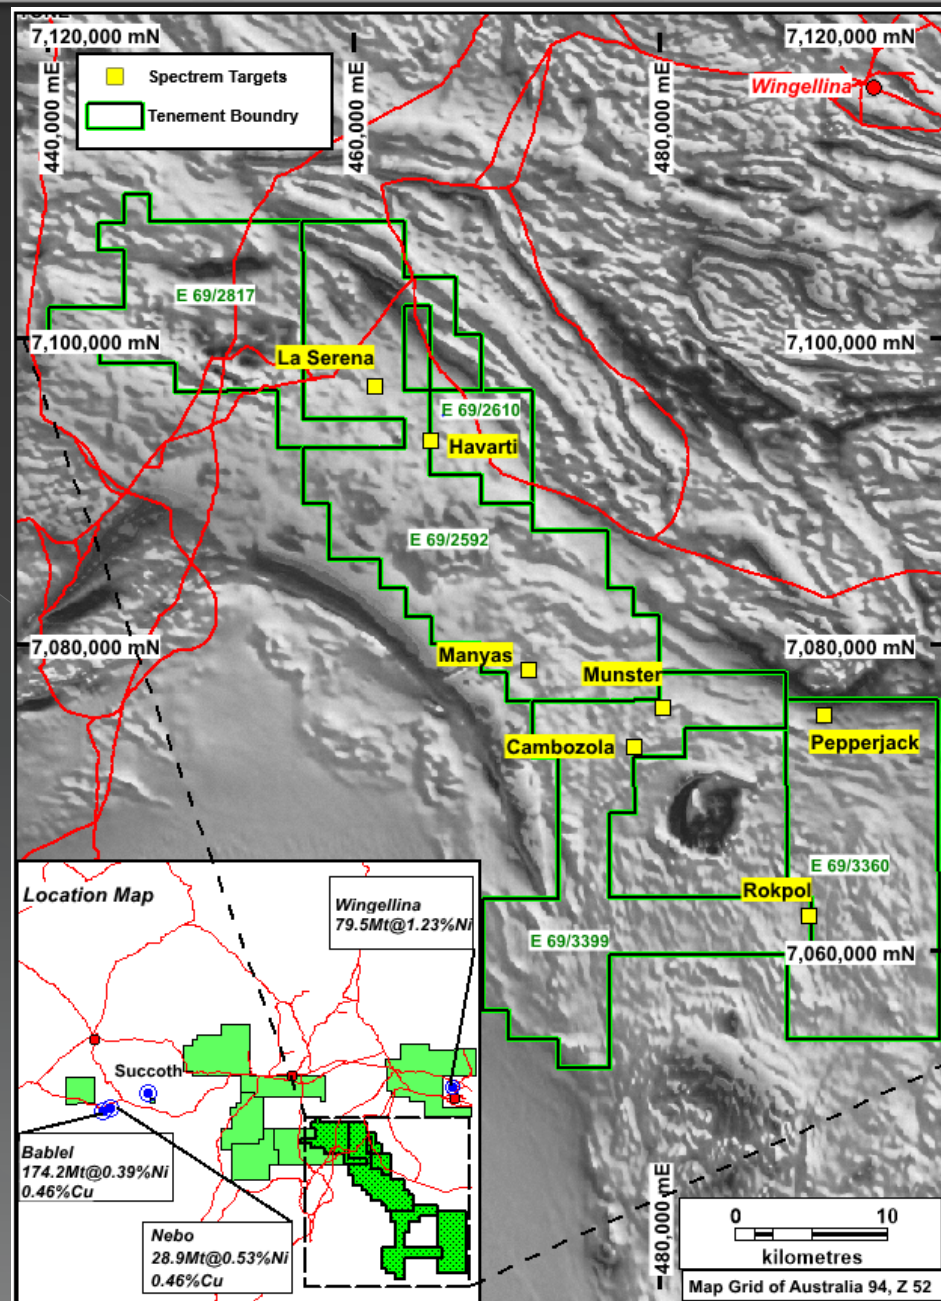 7,120,000 mN
7,120,000 mN
Spectrem Targets
Tenement Boundry
440,000 mE
460,000 mE
480,000 mE
Wingellina
E 69/2817
7,100,000 mN
7,100,000 mN
La Serena
E 69/2610
Havarti
E 69/2592
7,080,000 mN
7,080,000 mN
Manyas
Munster
Cambozola
Pepperjack
E 69/3360
Rokpol
E 69/3399
7,060,000 mN
Location Map
Wingellina
79.5Mt@1.23%Ni
Succoth
Bablel
174.2Mt@0.39%Ni
0.46%Cu
Nebo
28.9Mt@0.53%Ni
0.46%Cu
480,000 mE
0 10
kilometres
Map Grid of Australia 94, Z 52